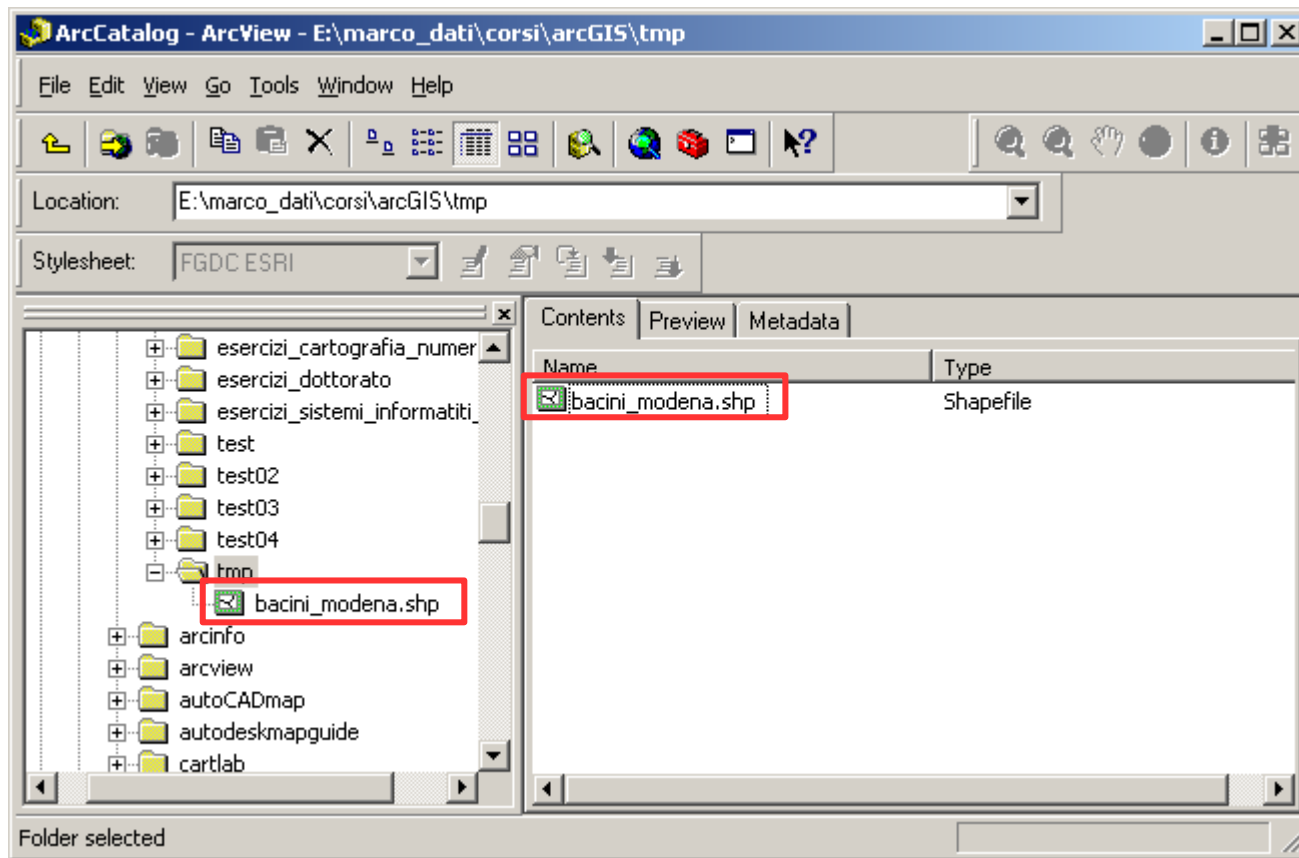 ArcCatalog - ArcView - E:\marco_dati\corsi\arcGIS\tmp
File Edit View Go Tools Window Help
Location: E:\marco_dati\corsi\arcGIS\tmp
Stylesheet: FGDC ESRI
Contents Preview Metadata
esercizi_cartografia_numer
esercizi_dottorato
esercizi_sistemi_informatiti_
test
test02
test03
test04
tmp
bacini_modena.shp
arcinfo
arcview
autoCADmap
autodeskmapguide
cartlab
Name Type
bacini_modena.shp Shapefile
Folder selected